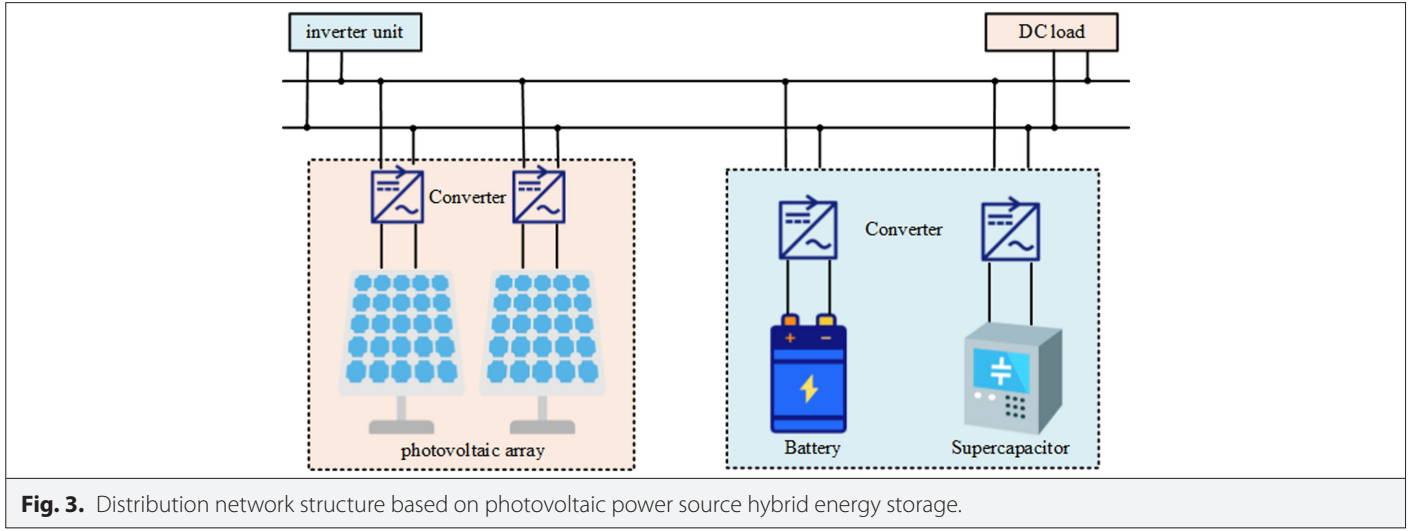 inverter unit
DC load
Converter
Converter
+ −
photovoltaic array
Battery
Supercapacitor
Fig. 3. Distribution network structure based on photovoltaic power source hybrid energy storage.